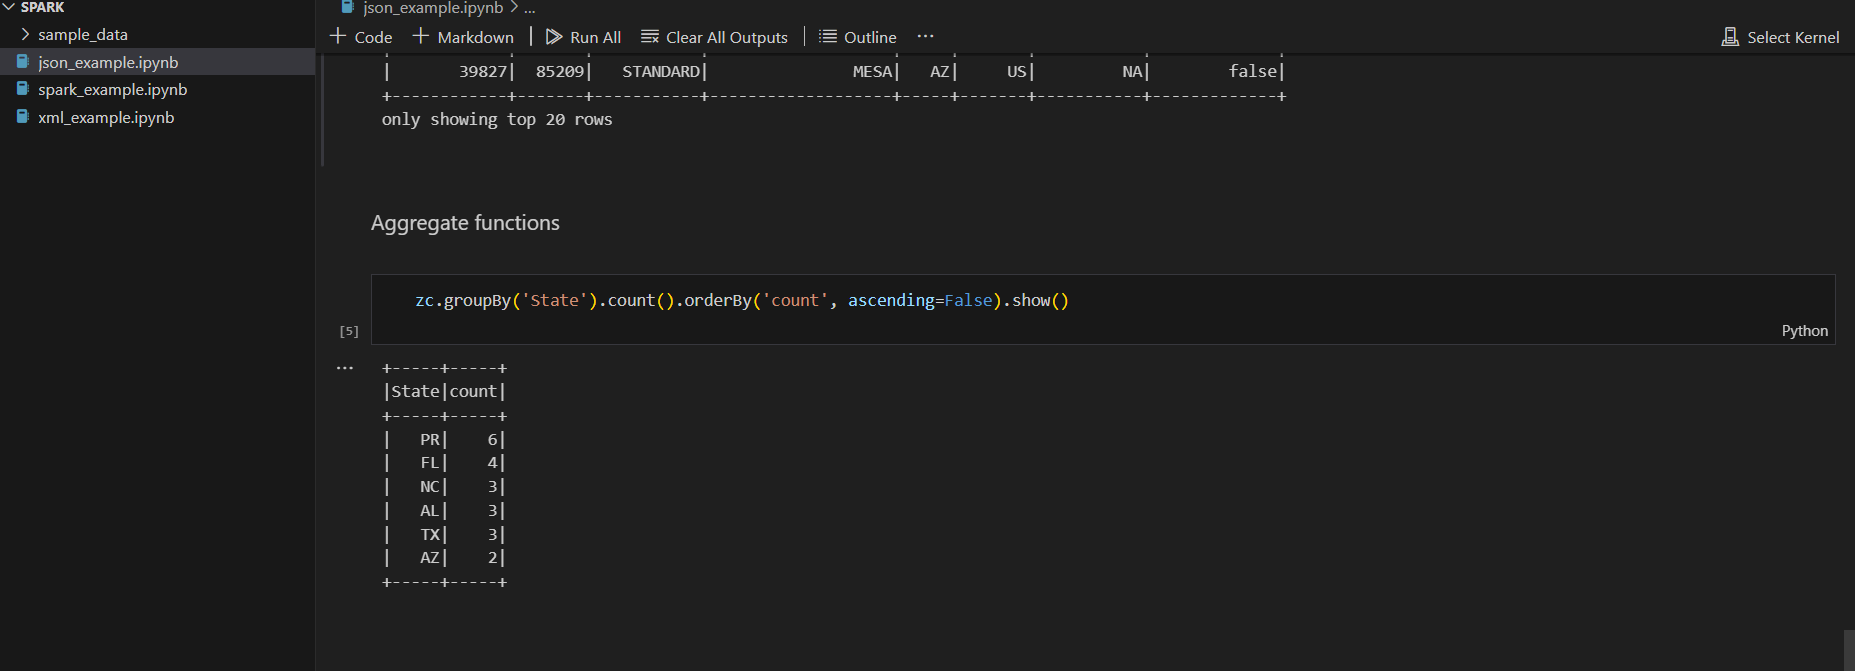 SPARK
sample_data
json_example.ipynb
spark_example.ipynb
xml_example.ipynb
json_example.ipynb > ...
+ Code + Markdown | Run All Clear All Outputs | Outline ...
Select Kernel
|      39827|  85209|   STANDARD|               MESA|   AZ|     US|         NA|        false|
+-----------+-------+-----------+-------------------+-----+-------+-----------+-------------+
only showing top 20 rows
Aggregate functions
zc.groupBy('State').count().orderBy('count', ascending=False).show()
[5]
Python
...
+-----+-----+
|State|count|
+-----+-----+
|   PR|    6|
|   FL|    4|
|   NC|    3|
|   AL|    3|
|   TX|    3|
|   AZ|    2|
+-----+-----+